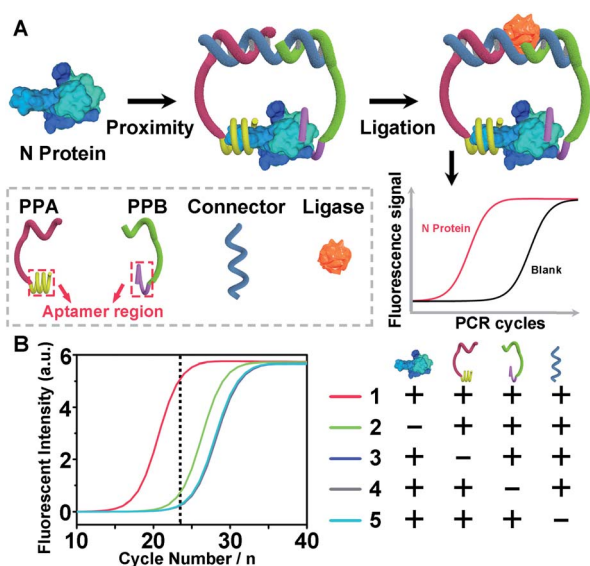 A
N Protein
Proximity
Ligation
PPA PPB Connector Ligase
Aptamer region
Fluorescence signal
N Protein
Blank
PCR cycles
B
Fluorescent Intensity (a.u.)
6
4
2
0
10 20 30 40
Cycle Number / n
1 + + + +
2 − + + +
3 + − + +
4 + + − +
5 + + + −